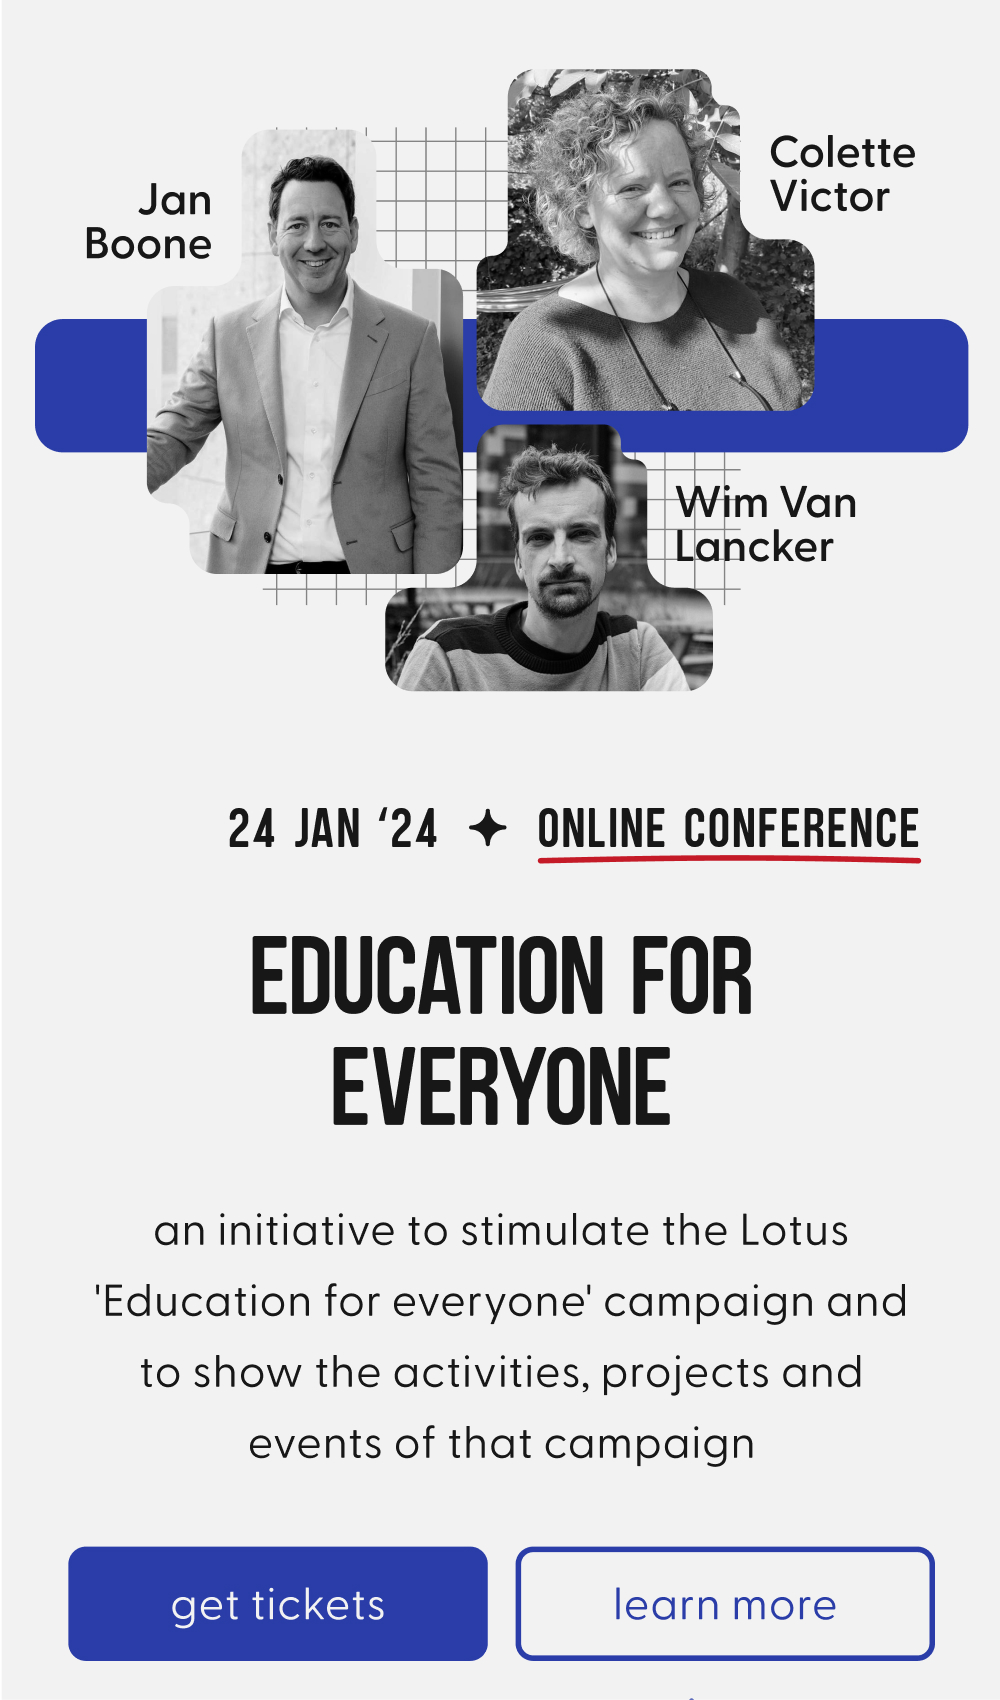 Jan
Boone
Colette
Victor
Wim Van
Lancker
24 JAN ‘24 ✦ ONLINE CONFERENCE
EDUCATION FOR
EVERYONE
an initiative to stimulate the Lotus
'Education for everyone' campaign and
to show the activities, projects and
events of that campaign
get tickets
learn more